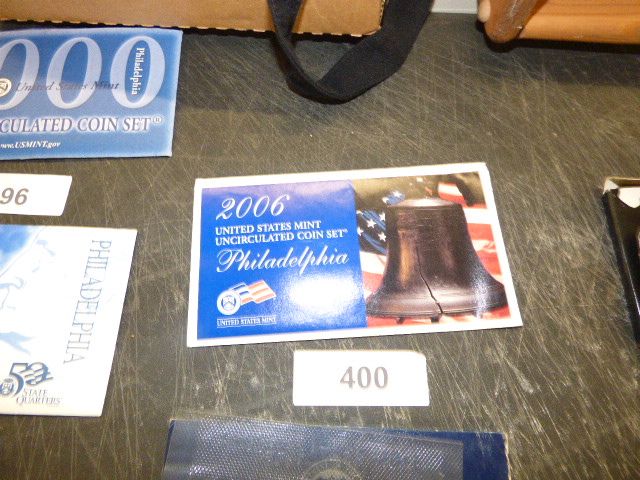 000
Philadelphia
United States Mint
CULATED COIN SET®
www.USMINT.gov
96
PHILADELPHIA
50
STATE
QUARTERS
2006
UNITED STATES MINT
UNCIRCULATED COIN SET®
Philadelphia
UNITED STATES MINT
400